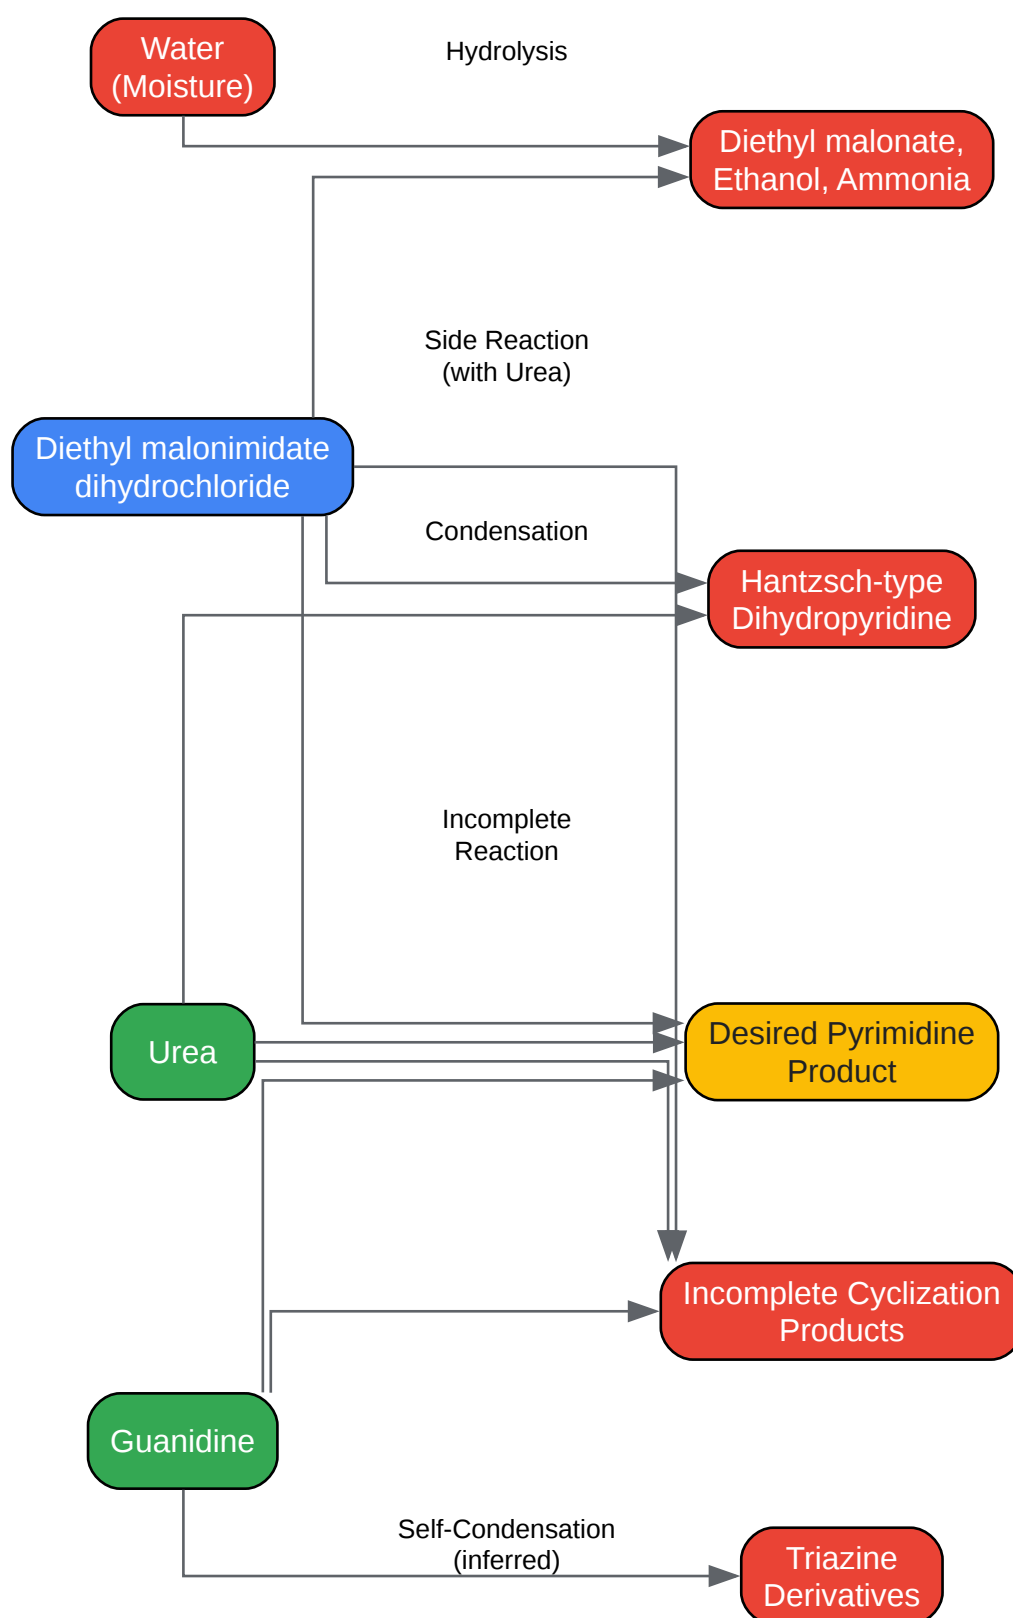 Water
(Moisture)
Hydrolysis
Diethyl malonate,
Ethanol, Ammonia
Side Reaction
(with Urea)
Diethyl malonimidate
dihydrochloride
Condensation
Hantzsch-type
Dihydropyridine
Incomplete
Reaction
Urea
Desired Pyrimidine
Product
Incomplete Cyclization
Products
Guanidine
Self-Condensation
(inferred)
Triazine
Derivatives